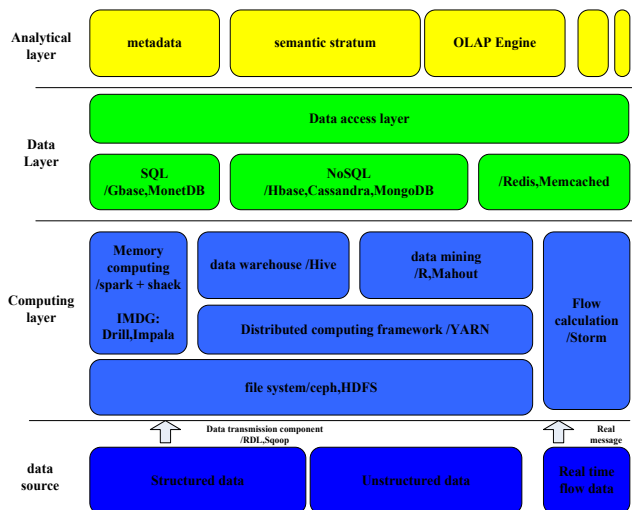 Analytical
layer
metadata
semantic stratum
OLAP Engine
Data
Layer
Data access layer
SQL
/Gbase,MonetDB
NoSQL
/Hbase,Cassandra,MongoDB
/Redis,Memcached
Computing
layer
Memory
computing
/spark + shaek
IMDG:
Drill,Impala
data warehouse /Hive
data mining
/R,Mahout
Distributed computing framework /YARN
file system/ceph,HDFS
Flow
calculation
/Storm
Data transmission component
/RDL,Sqoop
Real
message
data
source
Structured data
Unstructured data
Real time
flow data